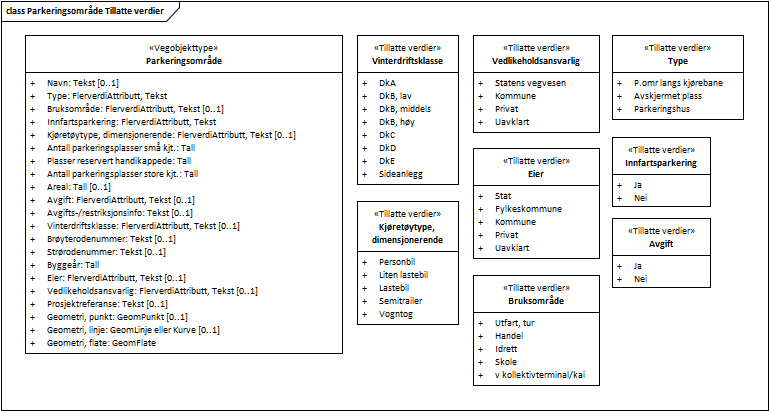 class Parkeringsområde Tillatte verdier
«Vegobjekttype»
Parkeringsområde
+ Navn: Tekst [0..1]
+ Type: FlerverdiAttributt, Tekst
+ Bruksområde: FlerverdiAttributt, Tekst [0..1]
+ Innfartsparkering: FlerverdiAttributt, Tekst
+ Kjøretøytype, dimensjonerende: FlerverdiAttributt, Tekst [0..1]
+ Antall parkeringsplasser små kjt.: Tall
+ Plasser reservert handikappede: Tall
+ Antall parkeringsplasser store kjt.: Tall
+ Areal: Tall [0..1]
+ Avgift: FlerverdiAttributt, Tekst
+ Avgifts-/restriksjonsinfo: Tekst [0..1]
+ Vinterdriftsklasse: FlerverdiAttributt, Tekst [0..1]
+ Brøyterodenummer: Tekst [0..1]
+ Strørodenummer: Tekst [0..1]
+ Byggeår: Tall
+ Eier: FlerverdiAttributt, Tekst [0..1]
+ Vedlikeholdsansvarlig: FlerverdiAttributt, Tekst [0..1]
+ Prosjektreferanse: Tekst [0..1]
+ Geometri, punkt: GeomPunkt [0..1]
+ Geometri, linje: GeomLinje eller Kurve [0..1]
+ Geometri, flate: GeomFlate
«Tillatte verdier»
Vinterdriftsklasse
+ DkA
+ DkB, lav
+ DkB, middels
+ DkB, høy
+ DkC
+ DkD
+ DkE
+ Sideanlegg
«Tillatte verdier»
Kjøretøytype,
dimensjonerende
+ Personbil
+ Liten lastebil
+ Lastebil
+ Semitrailer
+ Vogntog
«Tillatte verdier»
Vedlikeholdsansvarlig
+ Statens vegvesen
+ Kommune
+ Privat
+ Uavklart
«Tillatte verdier»
Eier
+ Stat
+ Fylkeskommune
+ Kommune
+ Privat
+ Uavklart
«Tillatte verdier»
Bruksområde
+ Utfart, tur
+ Handel
+ Idrett
+ Skole
+ v kollektivterminal/kai
«Tillatte verdier»
Type
+ P.omr langs kjørebane
+ Avskjermet plass
+ Parkeringshus
«Tillatte verdier»
Innfartsparkering
+ Ja
+ Nei
«Tillatte verdier»
Avgift
+ Ja
+ Nei